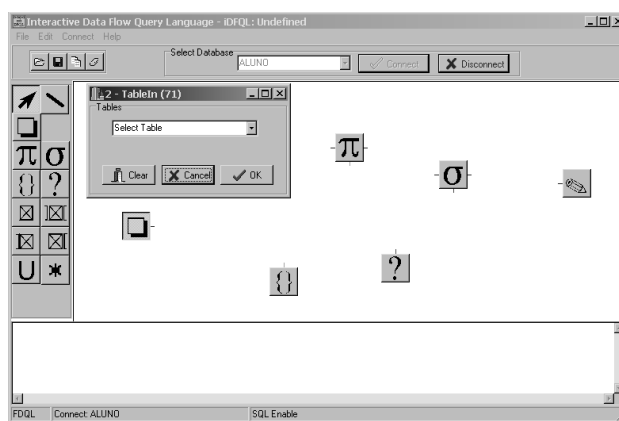 Interactive Data Flow Query Language - iDFQL: Undefined
File Edit Connect Help
Select Database
ALUNO
Connect
Disconnect
2 - TableIn (71)
Tables
Select Table
Clear
Cancel
OK
π
σ
π σ
{} ?
{}
?
U *
FDQL
Connect: ALUNO
SQL Enable